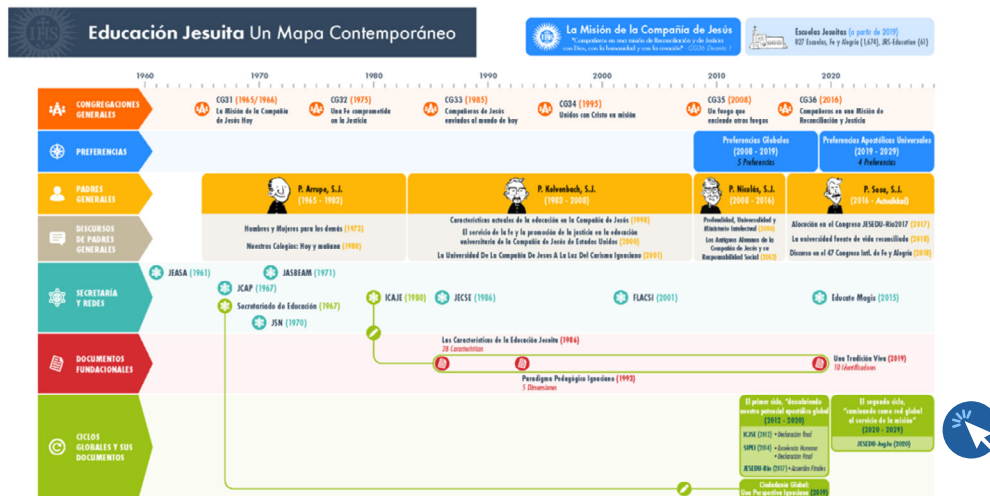 IHS
Educación Jesuita Un Mapa Contemporáneo
La Misión de la Compañía de Jesús
"Compañeros en una misión de Reconciliación y de Justicia
con Dios, con la humanidad y con la creación" - CG36 Decreto 1
Escuelas Jesuitas (a partir de 2019)
827 Escuelas, Fe y Alegría (1,674), JRS-Education (61)
1960
1970
1980
1990
2000
2010
2020
CONGREGACIONES
GENERALES
CG31 (1965/1966)
La Misión de la Compañía
de Jesús Hoy
CG32 (1975)
Una Fe comprometida
en la Justicia
CG33 (1985)
Compañeros de Jesús
enviados al mundo de hoy
CG34 (1995)
Unidos con Cristo en misión
CG35 (2008)
Un fuego que
enciende otros fuegos
CG36 (2016)
Compañeros en una Misión de
Reconciliación y Justicia
PREFERENCIAS
Preferencias Globales
(2008 - 2019)
5 Preferencias
Preferencias Apostólicas Universales
(2019 - 2029)
4 Preferencias
PADRES
GENERALES
P. Arrupe, S.J.
(1965 - 1983)
P. Kolvenbach, S.J.
(1983 - 2008)
P. Nicolás, S.J.
(2008 - 2016)
P. Sosa, S.J.
(2016 - Actualidad)
DISCURSOS
DE PADRES
GENERALES
Hombres y Mujeres para los demás (1973)
Nuestros Colegios: Hoy y mañana (1980)
Características actuales de la educación en la Compañía de Jesús (1998)
El servicio de la fe y la promoción de la justicia en la educación
universitaria de la Compañía de Jesús de Estados Unidos (2000)
La Universidad De La Compañía De Jesus A La Luz Del Carisma Ignaciano (2001)
Profundidad, Universalidad y
Ministerio Intelectual (2010)
Los Antiguos Alumnos de la
Compañía de Jesús y su
Responsabilidad Social (2013)
Alocución en el Congreso JESEDU-Rio2017 (2017)
La universidad fuente de vida reconciliada (2018)
Discurso en el 47 Congreso Intl. de Fe y Alegría (2018)
SECRETARÍA
Y REDES
JEASA (1961)
JCAP (1967)
Secretariado de Educación (1967)
JSN (1970)
JASBEAM (1971)
ICAJE (1980)
JECSE (1986)
FLACSI (2001)
Educate Magis (2015)
DOCUMENTOS
FUNDACIONALES
Las Características de la Educación Jesuita (1986)
28 Características
Paradigma Pedagógico Ignaciano (1993)
5 Dimensiones
Una Tradición Viva (2019)
10 Identificadores
CICLOS
GLOBALES Y SUS
DOCUMENTOS
El primer ciclo, "descubriendo
nuestro potencial apostólico global
(2012 - 2020)
ICJSE (2012) • Declaración Final
SIPEI (2014) • Excelencia Humana
• Declaración Final
JESEDU-Rio (2017) • Acuerdos Finales
Ciudadanía Global:
Una Perspectiva Ignaciana (2019)
El segundo ciclo,
"caminando como red global
al servicio de la misión"
(2020 - 2029)
JESEDU-Jogja (2020)